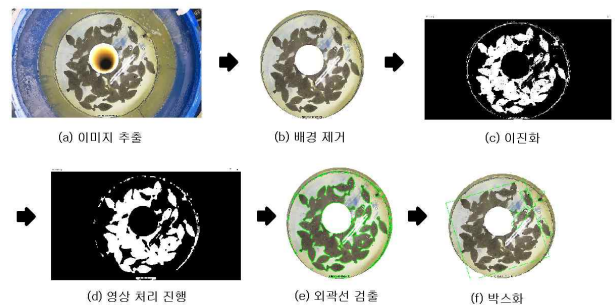 (a) 이미지 추출
(b) 배경 제거
(c) 이진화
(d) 영상 처리 진행
(e) 외곽선 검출
(f) 박스화